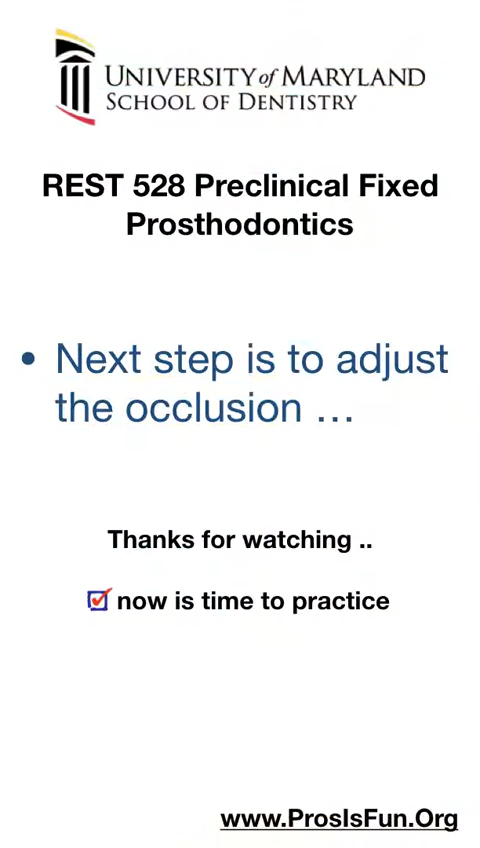 UNIVERSITY of MARYLAND
SCHOOL OF DENTISTRY
REST 528 Preclinical Fixed
Prosthodontics
• Next step is to adjust
the occlusion …
Thanks for watching ..
☑ now is time to practice
www.ProsIsFun.Org